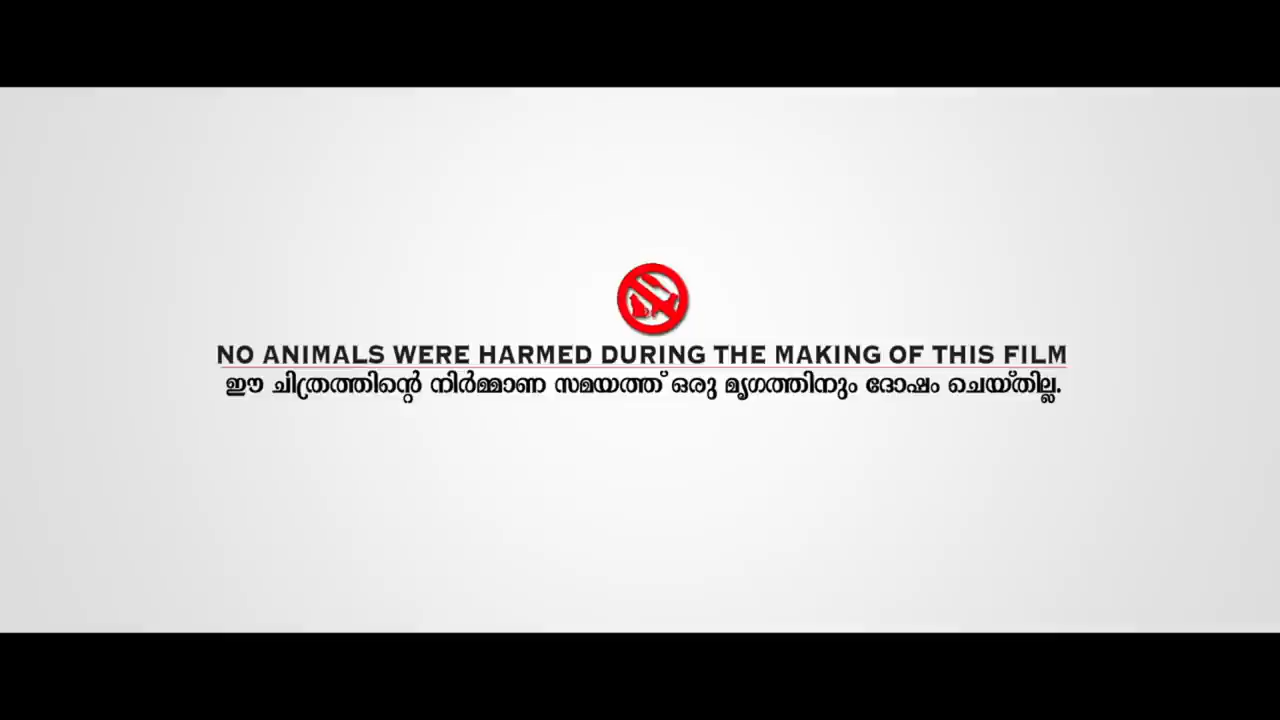 NO ANIMALS WERE HARMED DURING THE MAKING OF THIS FILM
ഈ ചിത്രത്തിന്റെ നിർമ്മാണ സമയത്ത് ഒരു മൃഗത്തിനും ദോഷം ചെയ്തില്ല.